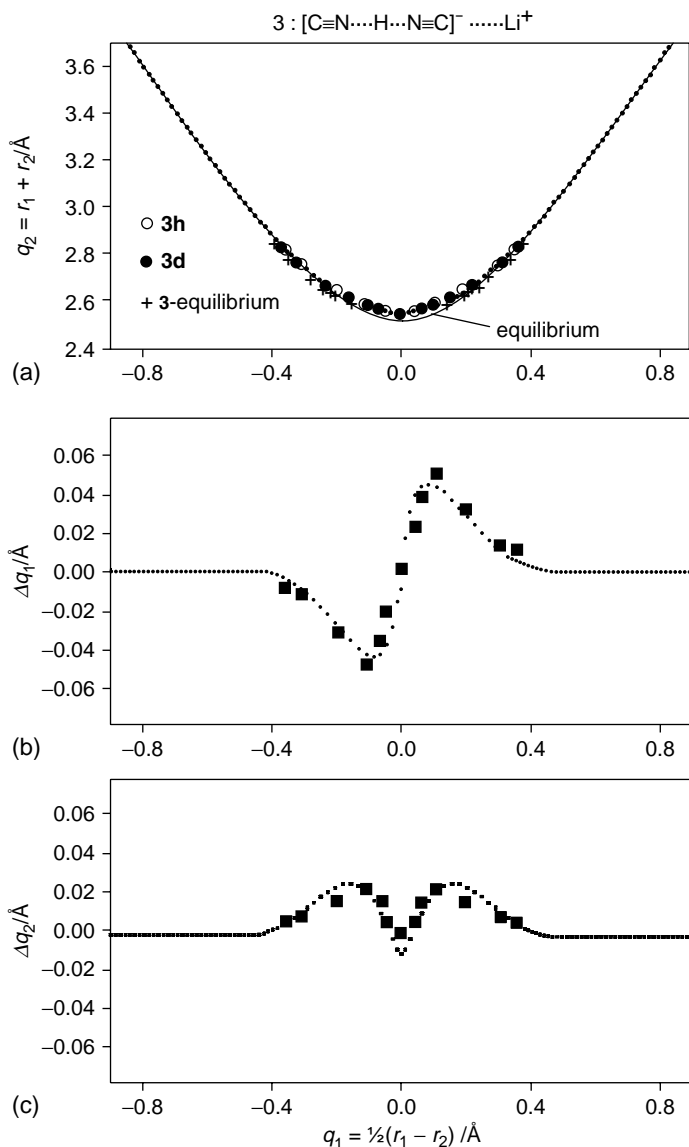 3 : [C≡N····H···N≡C]⁻ ······Li⁺
q₂ = r₁ + r₂/Å
3.6
3.4
3.2
3.0
2.8
2.6
2.4
○ 3h
● 3d
+ 3-equilibrium
equilibrium
(a)
−0.8 −0.4 0.0 0.4 0.8
Δq₁/Å
0.06
0.04
0.02
0.00
−0.02
−0.04
−0.06
(b)
−0.8 −0.4 0.0 0.4 0.8
Δq₂/Å
0.06
0.04
0.02
0.00
−0.02
−0.04
−0.06
(c)
−0.8 −0.4 0.0 0.4 0.8
q₁ = ½(r₁ − r₂) /Å